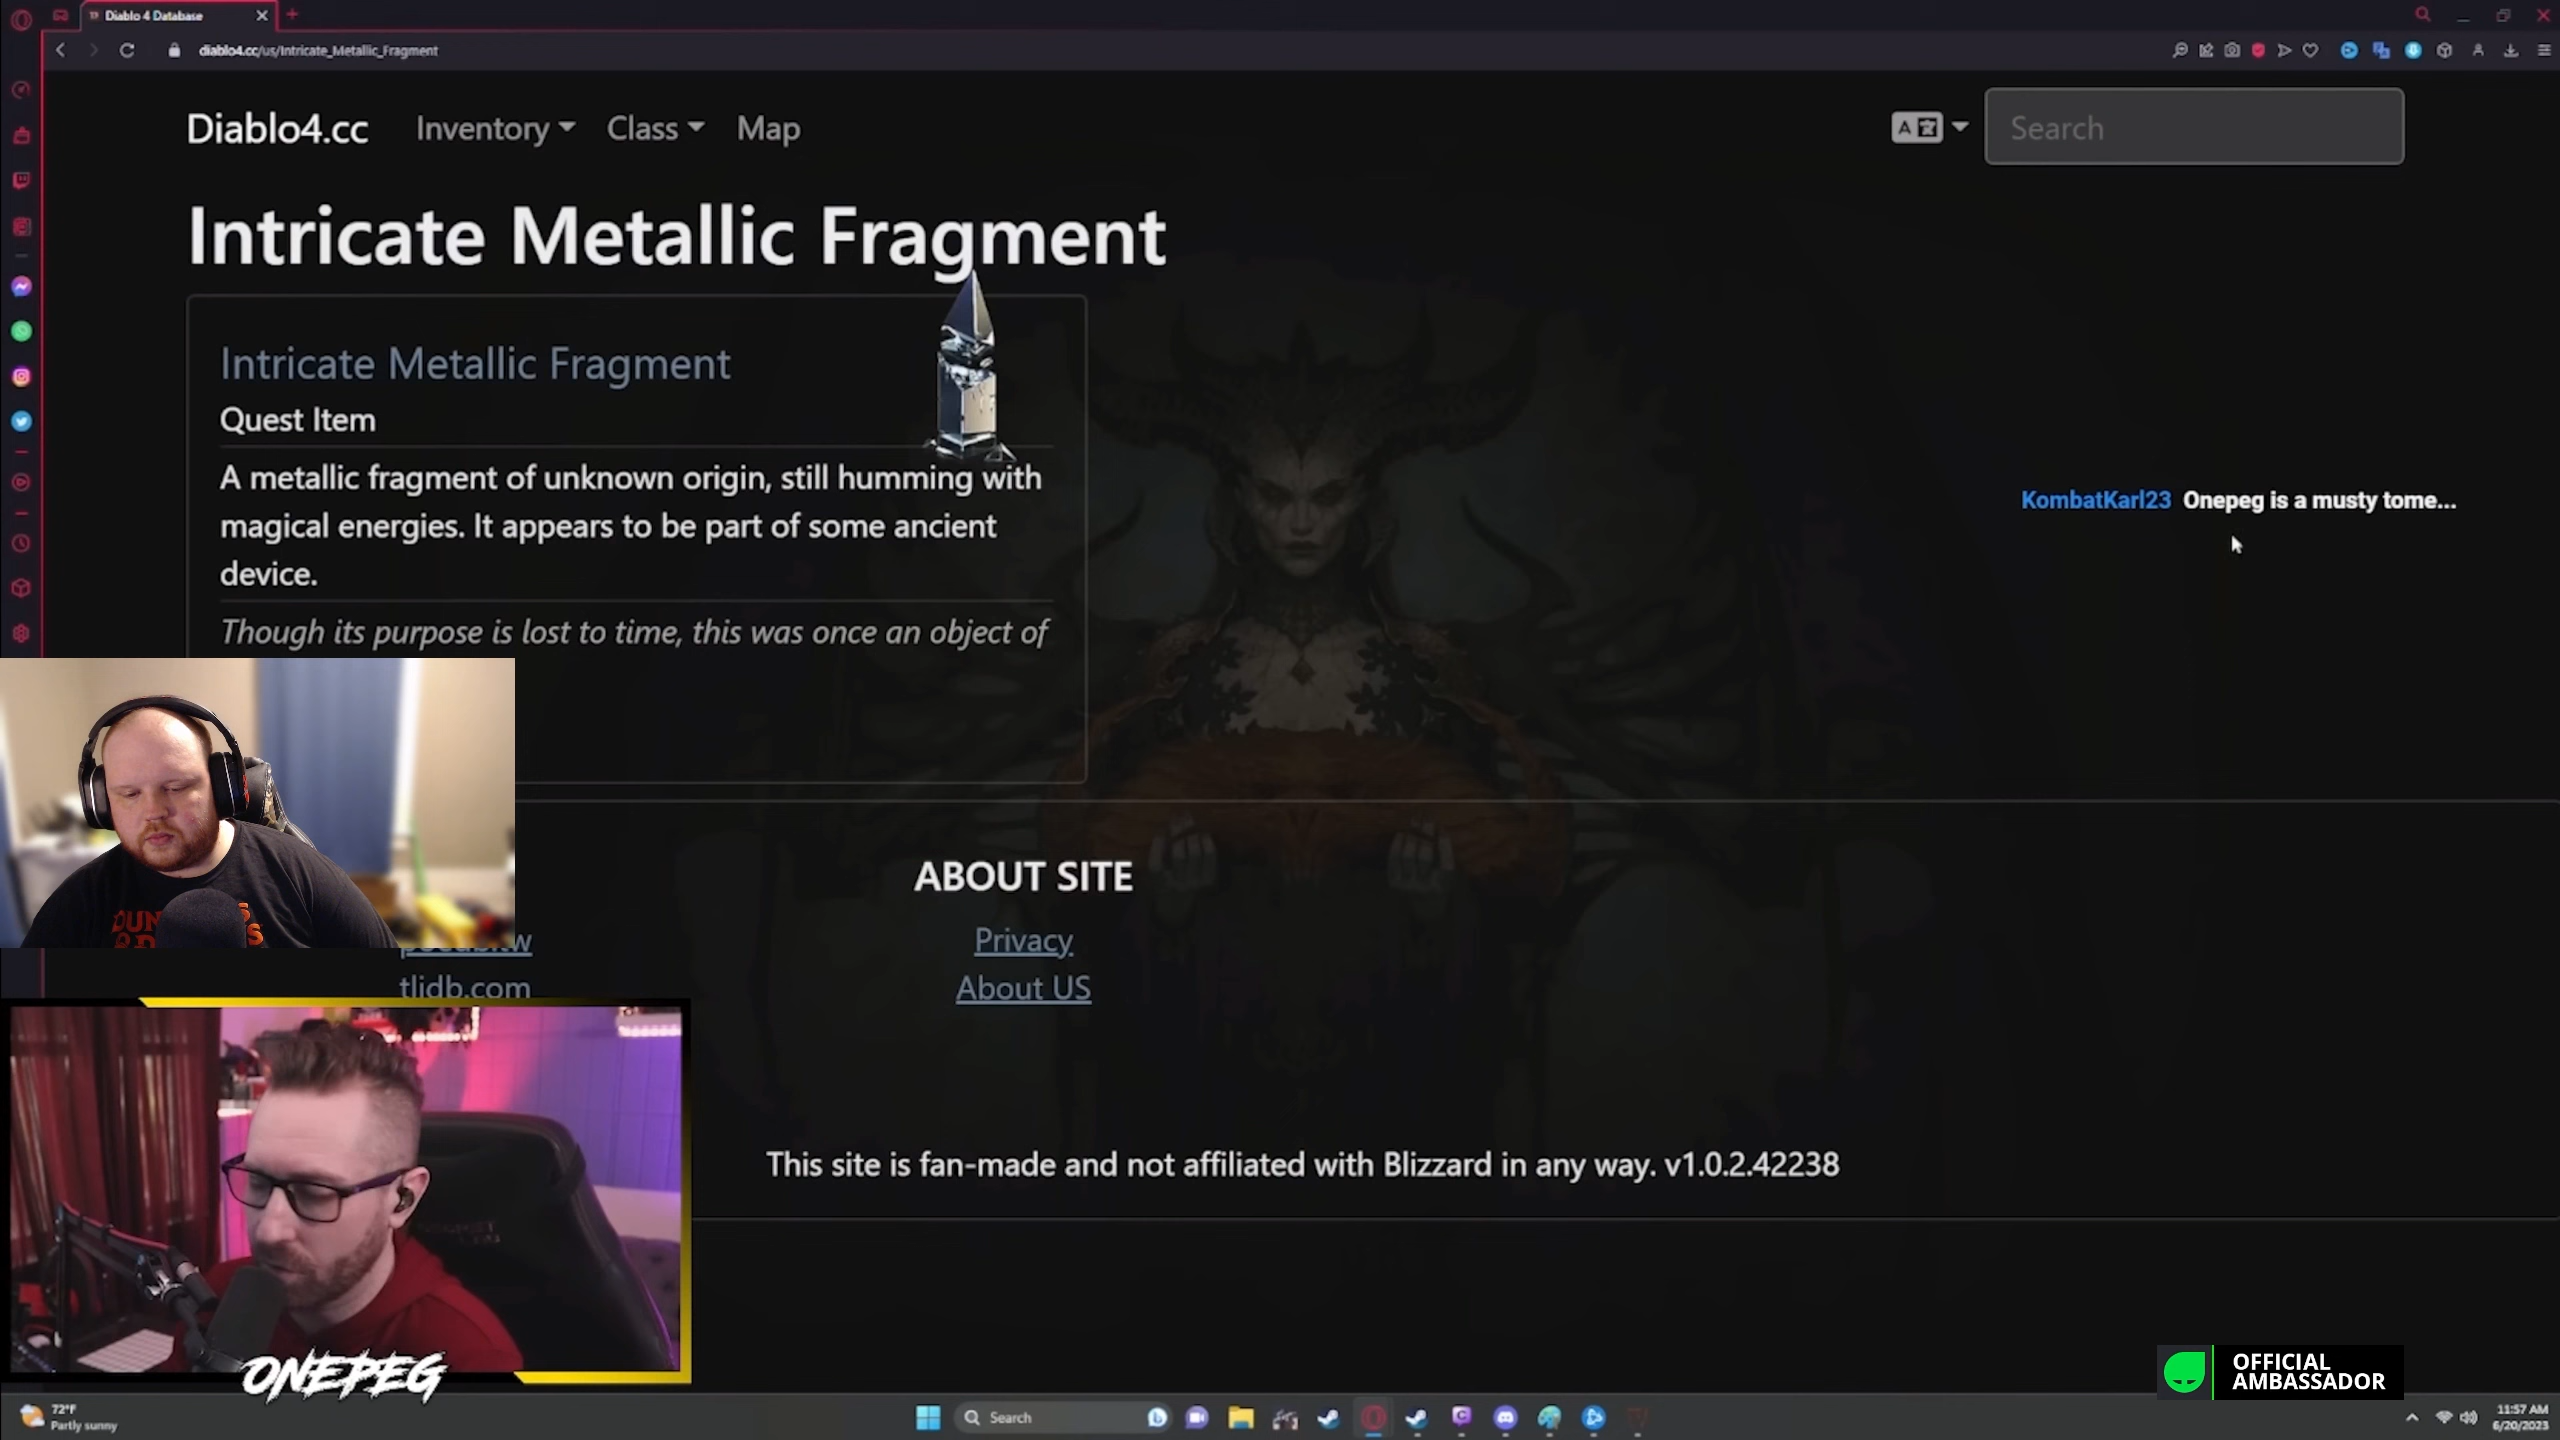 Diablo 4 Database
diablo4.cc/us/Intricate_Metallic_Fragment
Diablo4.cc Inventory Class Map
Search
Intricate Metallic Fragment
Intricate Metallic Fragment
Quest Item
A metallic fragment of unknown origin, still humming with
magical energies. It appears to be part of some ancient
device.
Though its purpose is lost to time, this was once an object of
KombatKarl23 Onepeg is a musty tome...
ABOUT SITE
Privacy
tlidb.com
About US
This site is fan-made and not affiliated with Blizzard in any way. v1.0.2.42238
ONEPEG
OFFICIAL
AMBASSADOR
72°F
Partly sunny
Search
11:57 AM
6/20/2023